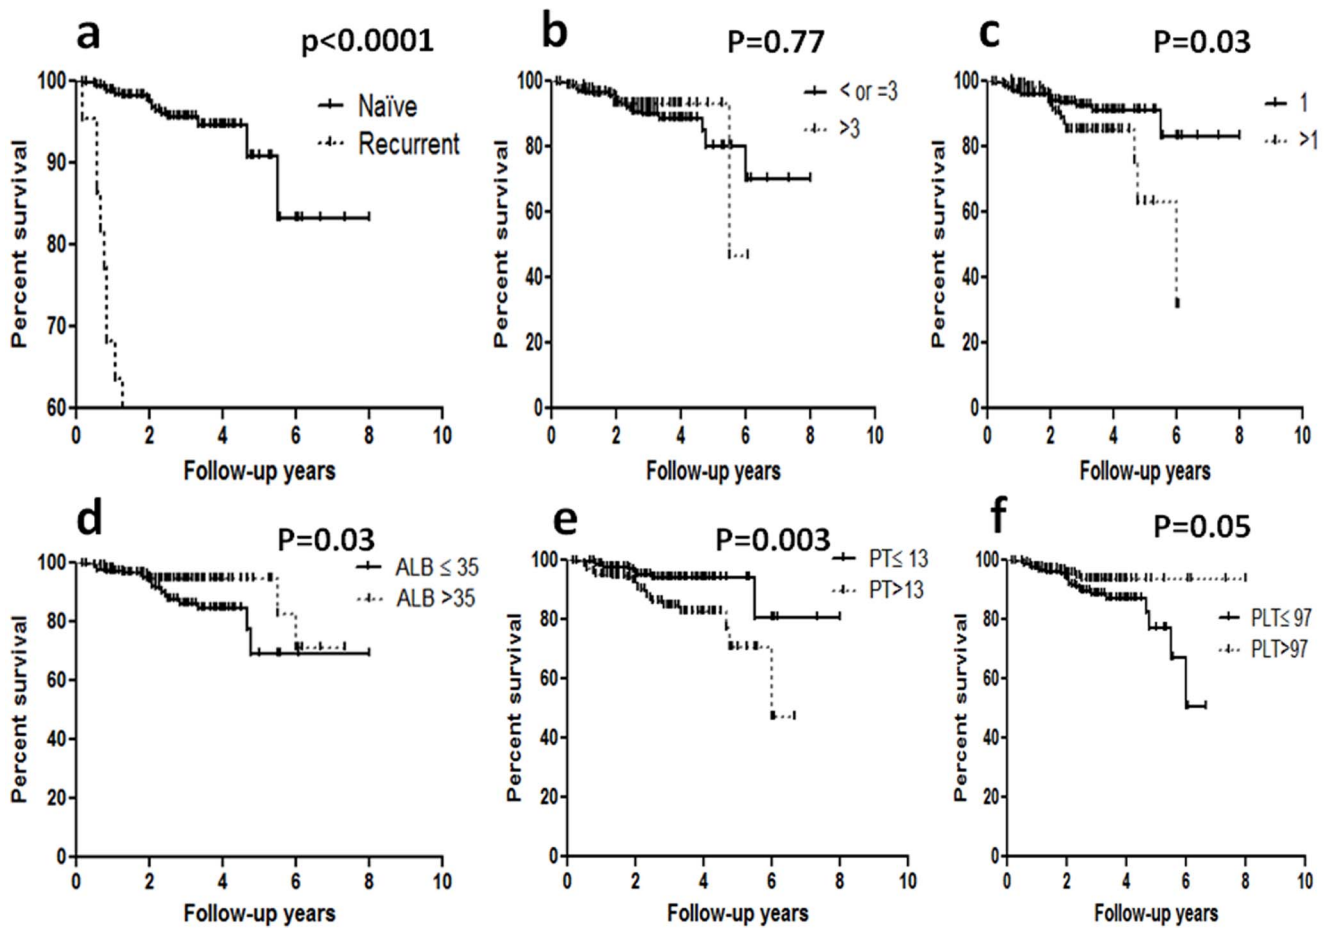 a
p<0.0001
100
90
80
70
60
0
2
4
6
8
10
Percent survival
Follow-up years
Naïve
Recurrent
b
P=0.77
100
80
60
40
20
0
0
2
4
6
8
10
Percent survival
Follow-up years
< or =3
>3
c
P=0.03
100
80
60
40
20
0
0
2
4
6
8
10
Percent survival
Follow-up years
1
>1
d
P=0.03
100
80
60
40
20
0
0
2
4
6
8
10
Percent survival
Follow-up years
ALB ≤ 35
ALB >35
e
P=0.003
100
80
60
40
20
0
0
2
4
6
8
10
Percent survival
Follow-up years
PT≤ 13
PT>13
f
P=0.05
100
80
60
40
20
0
0
2
4
6
8
10
Percent survival
Follow-up years
PLT≤ 97
PLT>97